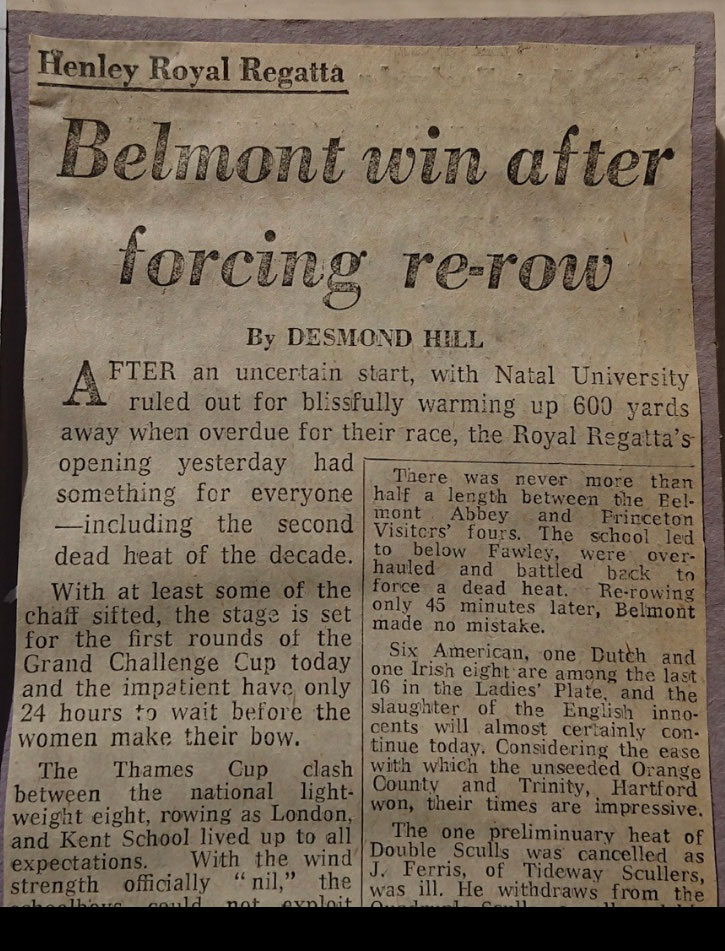 Henley Royal Regatta
Belmont win after
forcing re-row
By DESMOND HILL
AFTER an uncertain start, with Natal University
ruled out for blissfully warming up 600 yards
away when overdue for their race, the Royal Regatta's
opening yesterday had
something for everyone
—including the second
dead heat of the decade.
With at least some of the
chaff sifted, the stage is set
for the first rounds of the
Grand Challenge Cup today
and the impatient have only
24 hours to wait before the
women make their bow.
The Thames Cup clash
between the national light-
weight eight, rowing as London,
and Kent School lived up to all
expectations. With the wind
strength officially "nil," the
schoolboys could not exploit
There was never more than
half a length between the Bel-
mont Abbey and Princeton
Visitors' fours. The school led
to below Fawley, were over-
hauled and battled back to
force a dead heat. Re-rowing
only 45 minutes later, Belmont
made no mistake.
Six American, one Dutch and
one Irish eight are among the last
16 in the Ladies' Plate, and the
slaughter of the English inno-
cents will almost certainly con-
tinue today. Considering the ease
with which the unseeded Orange
County and Trinity, Hartford
won, their times are impressive.
The one preliminuary heat of
Double Sculls was cancelled as
J. Ferris, of Tideway Scullers,
was ill. He withdraws from the